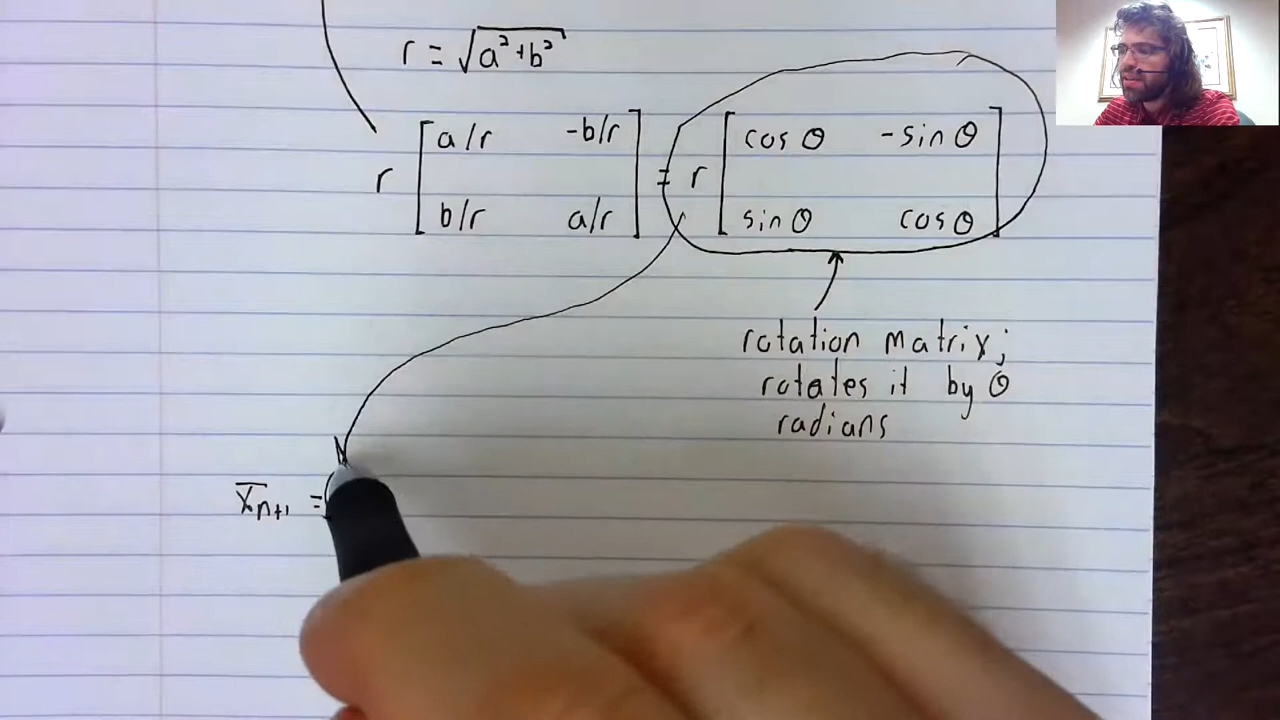 r = √a²+b²
r [ a/r -b/r ] = r [ cos θ -sin θ ]
[ b/r a/r ] [ sin θ cos θ ]
rotation matrix;
rotates it by θ
radians
x̄ₙ₊₁ = (